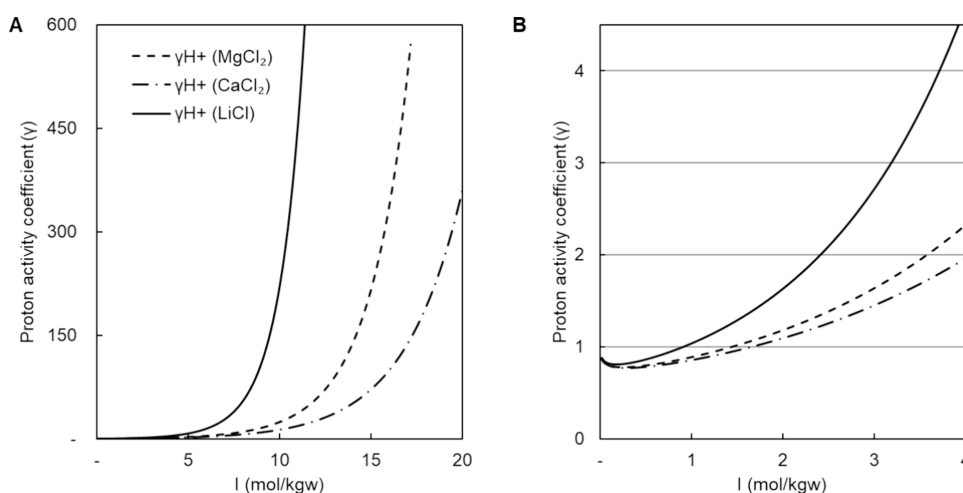 A
600
450
300
150
-
Proton activity coefficient (γ)
γH+ (MgCl₂)
γH+ (CaCl₂)
γH+ (LiCl)
- 5 10 15 20
I (mol/kgw)
B
4
3
2
1
0
Proton activity coefficient (γ)
- 1 2 3 4
I (mol/kgw)